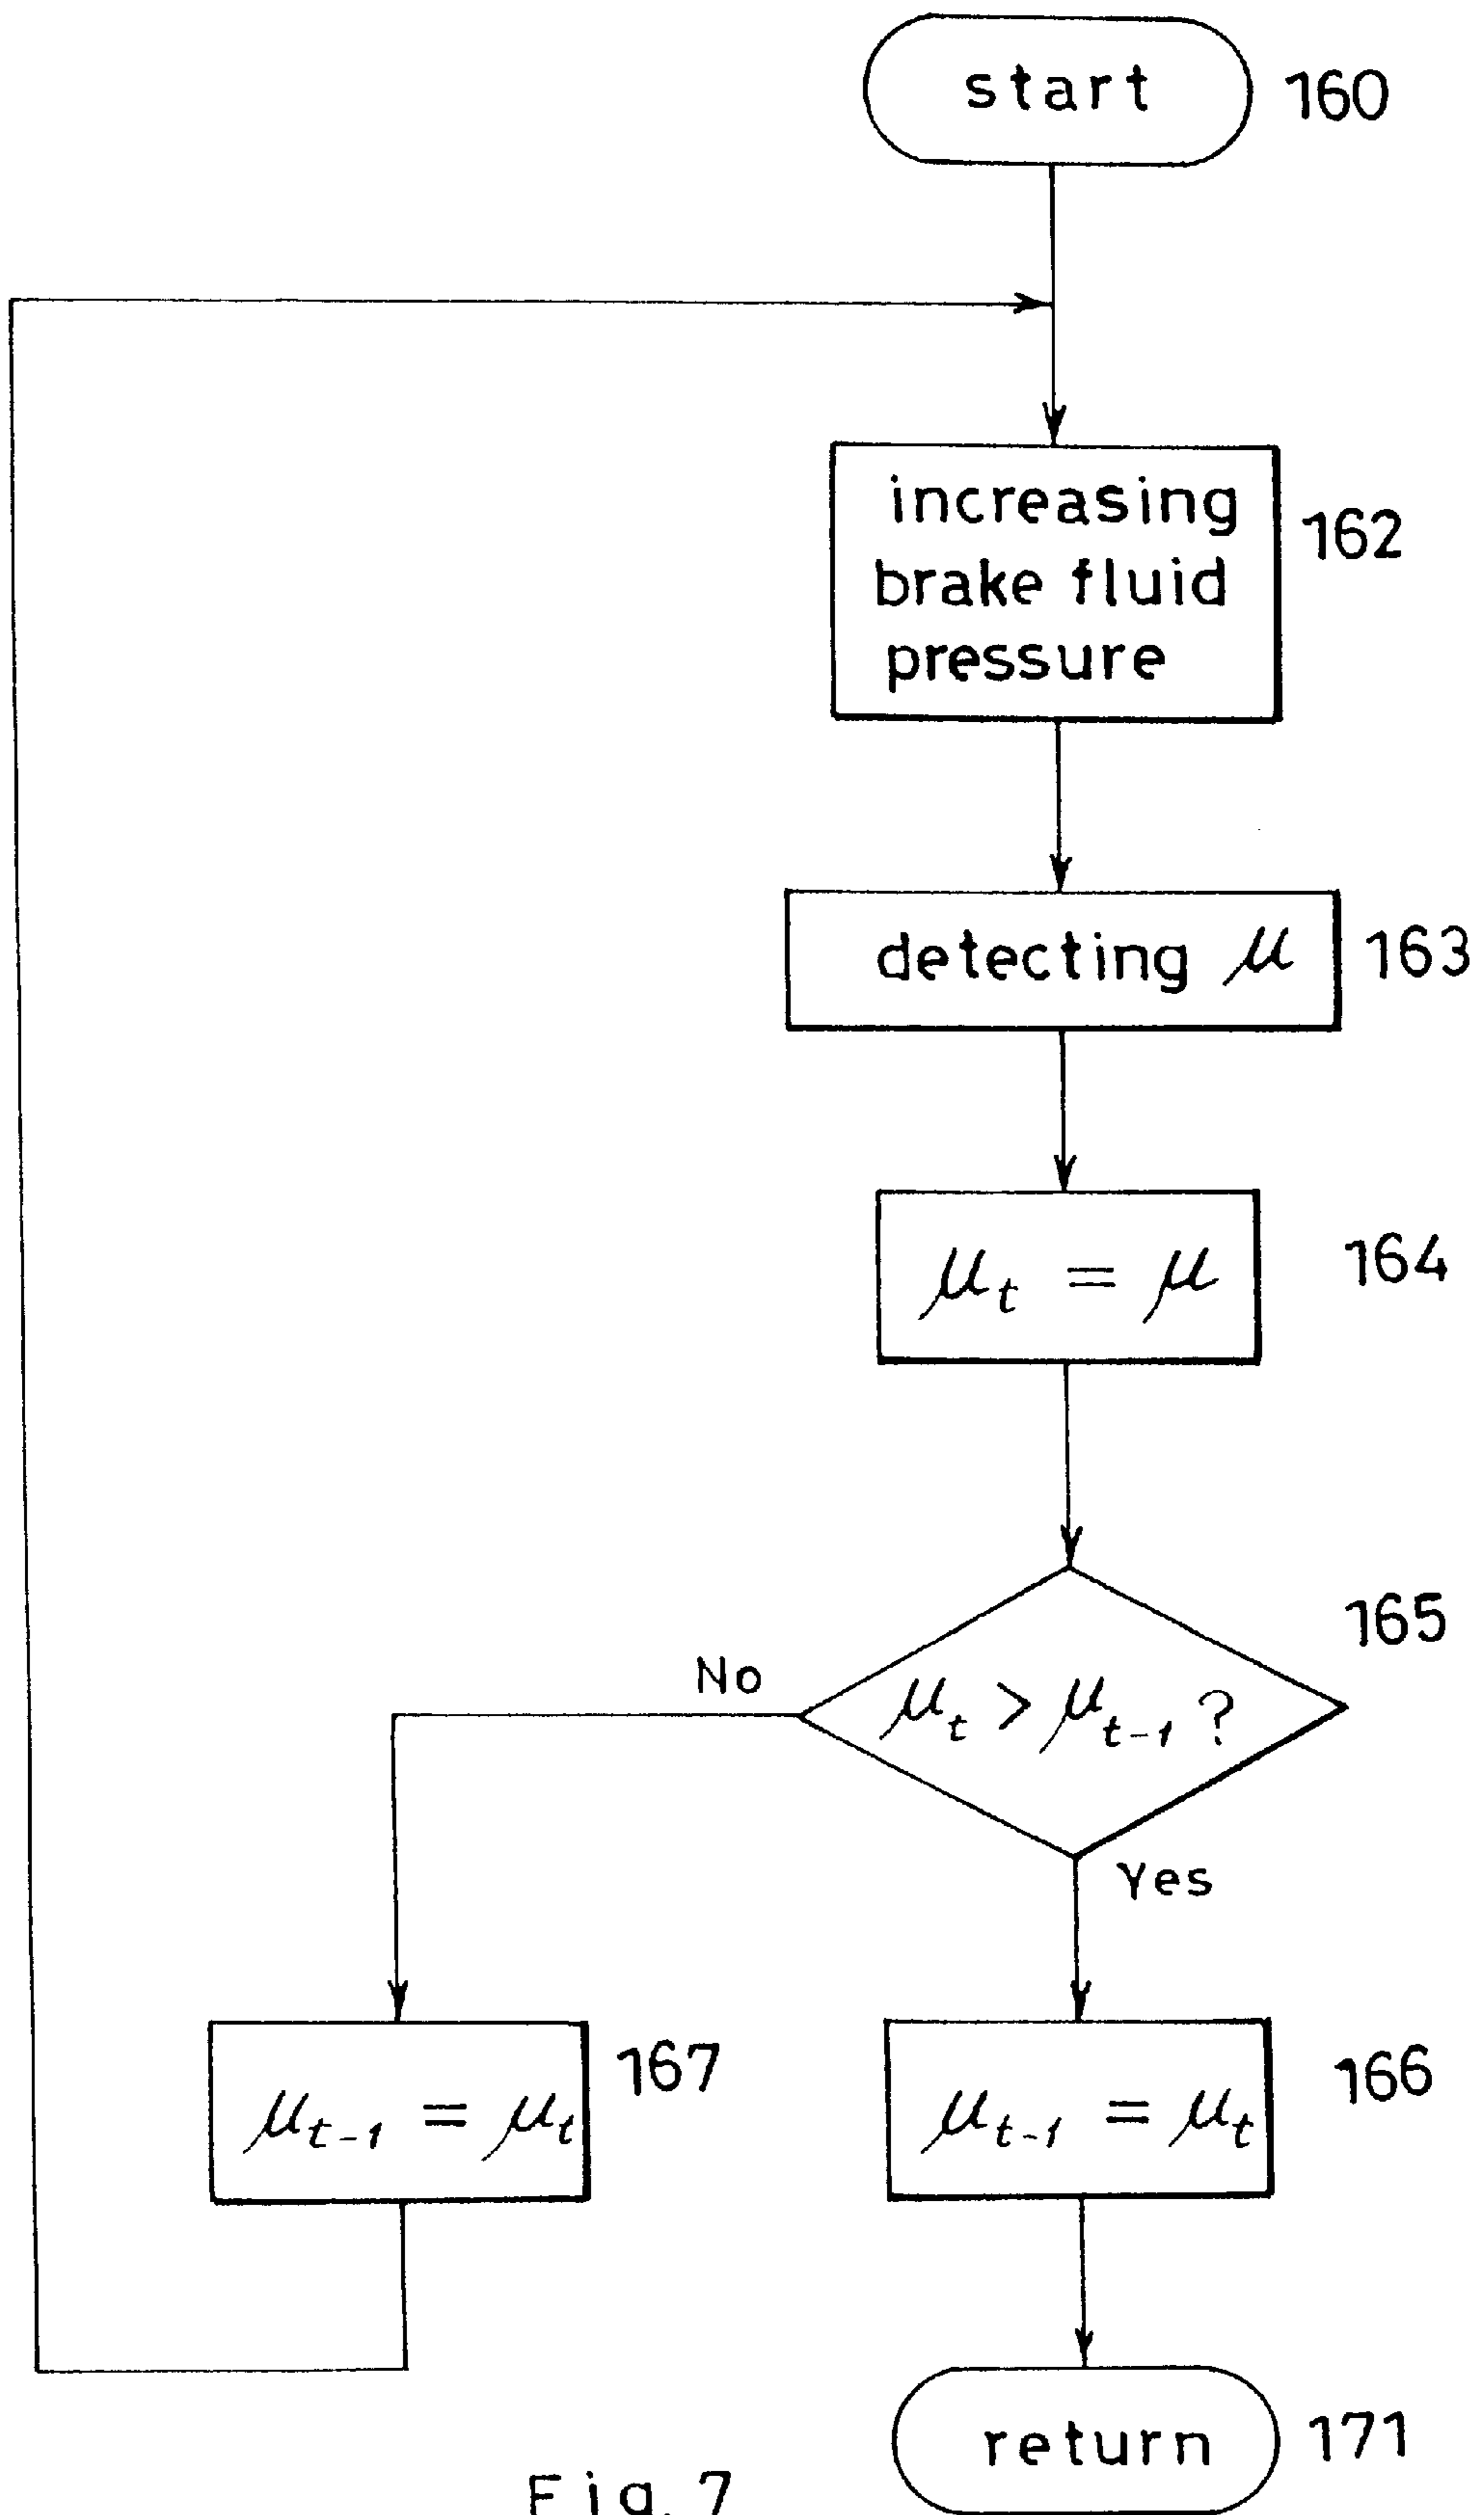 start
160
increasing
brake fluid
pressure
162
detecting μ
163
μt = μ
164
165
No
μt > μt-1 ?
Yes
167
μt-1 = μt
166
μt-1 = μt
return
171
Fig. 7